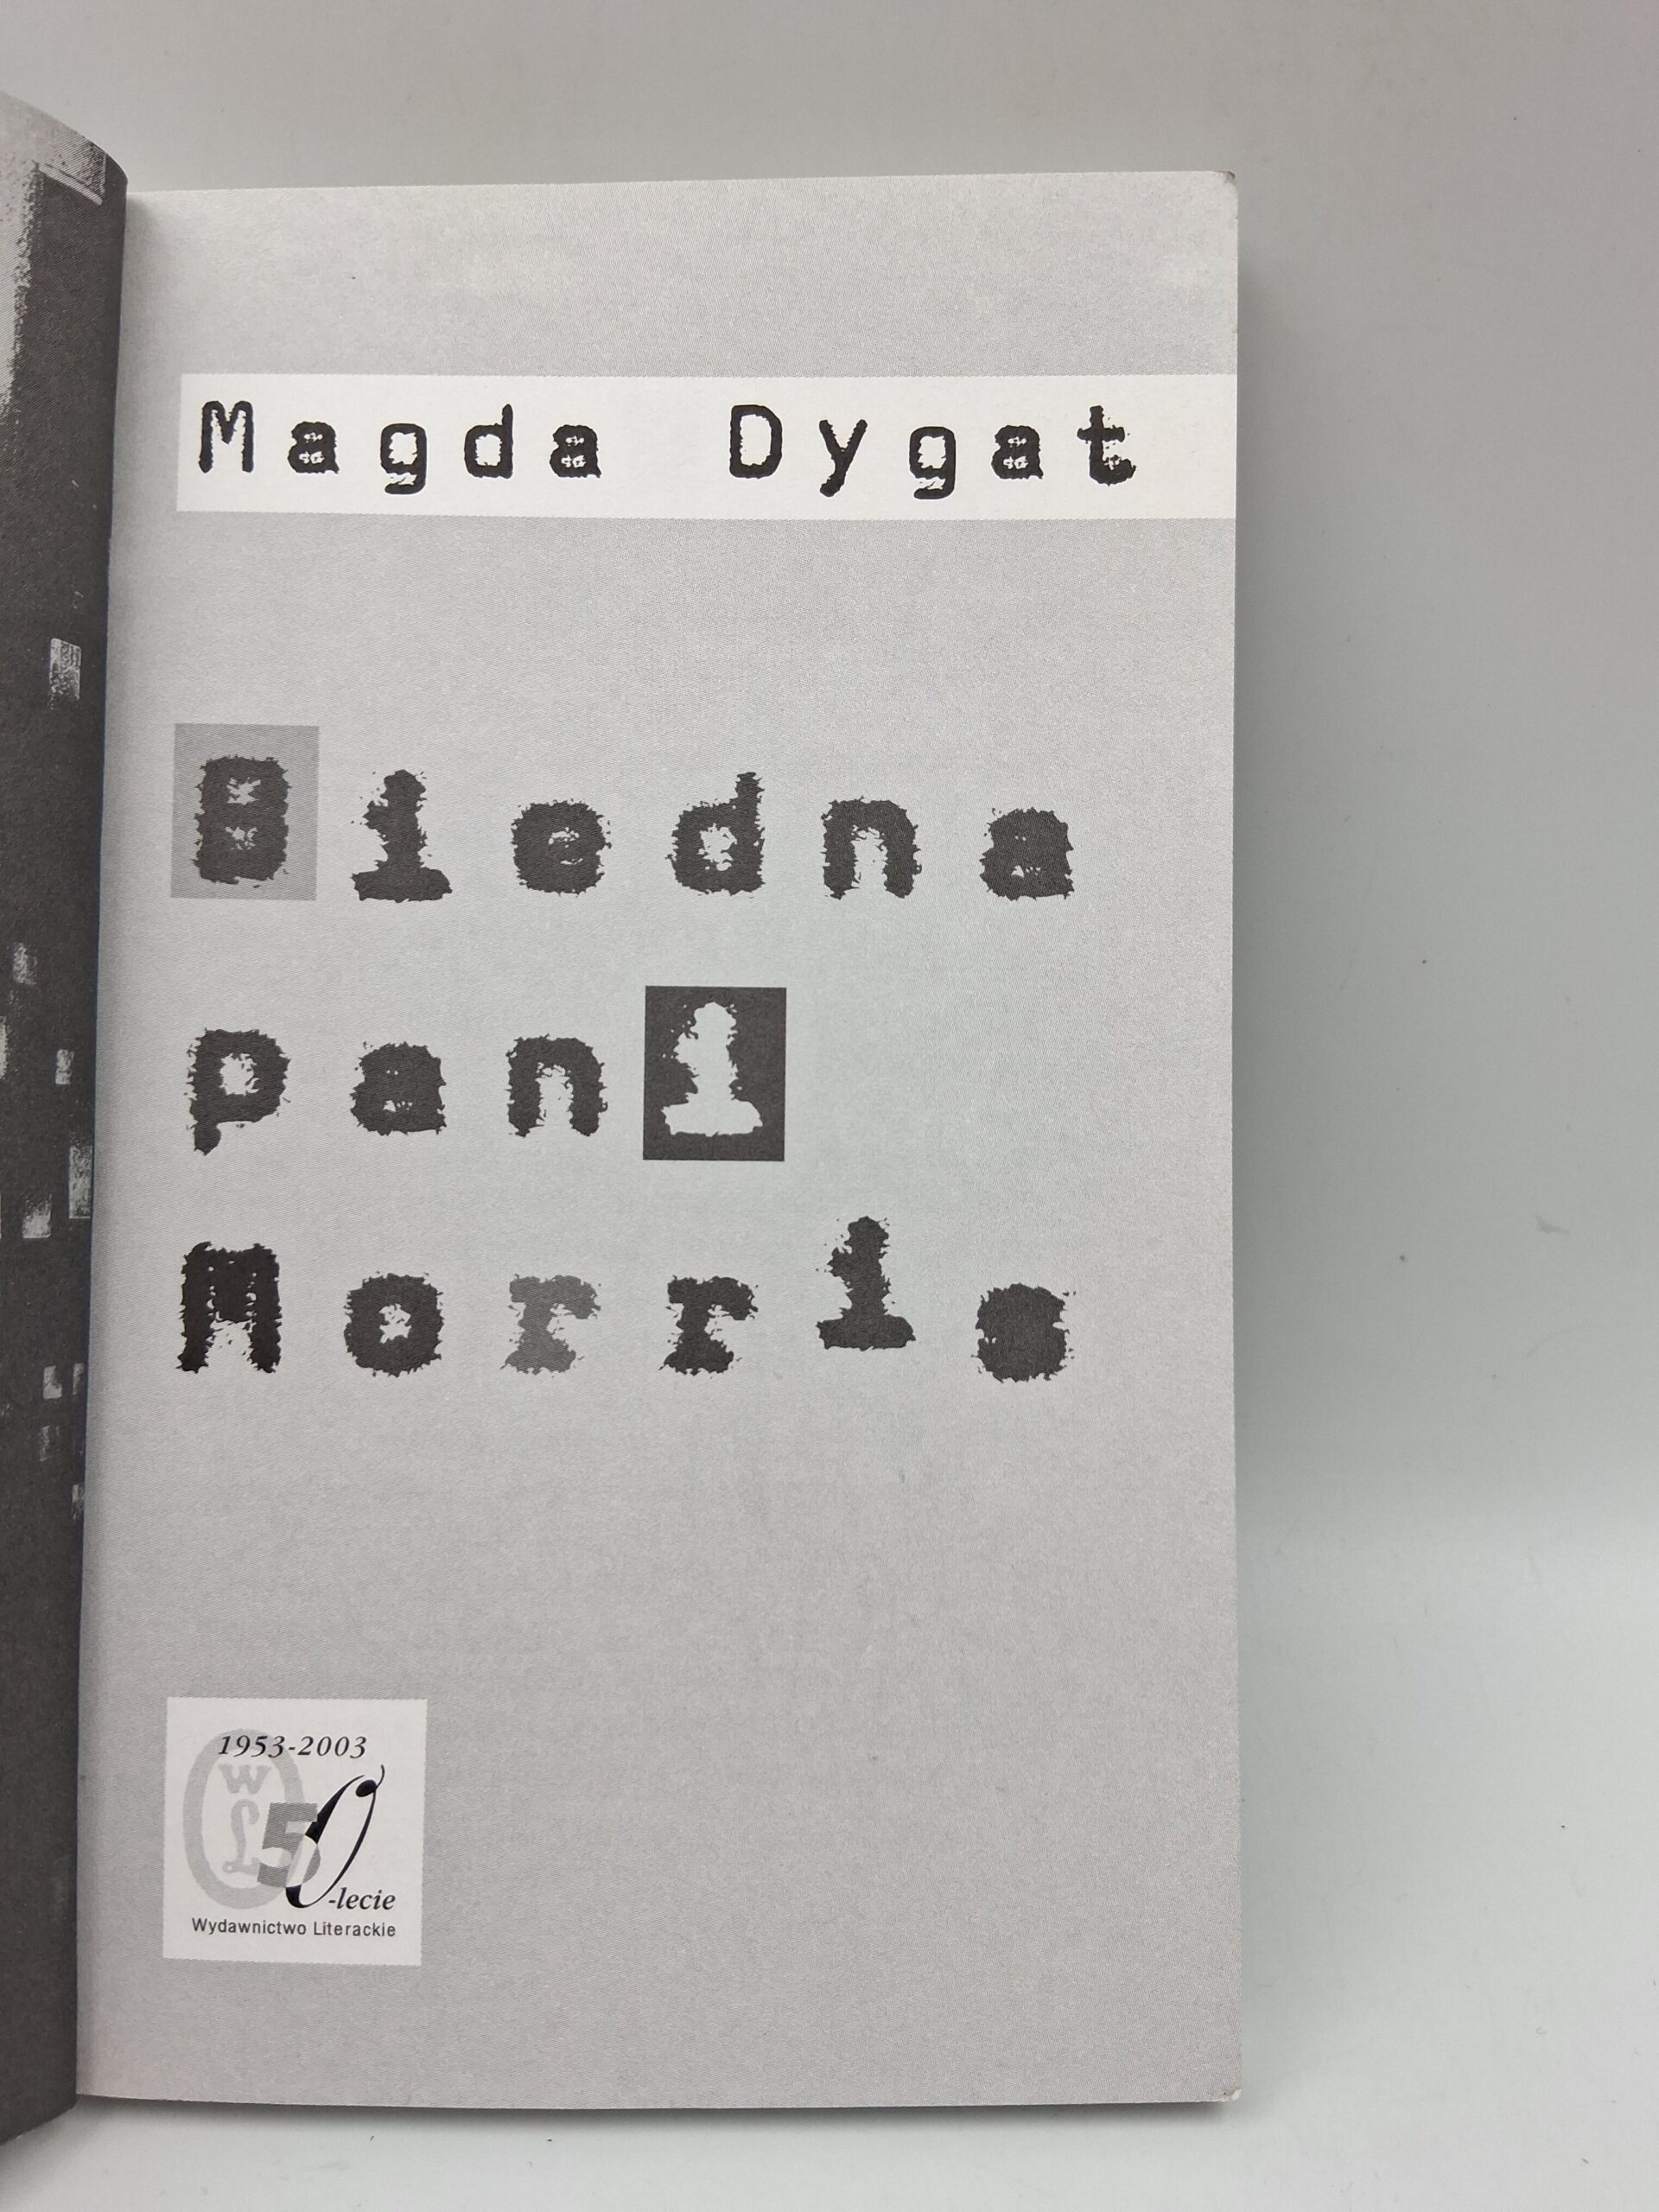 Magda Dygat
Biedna
pani
Morris
1953-2003
WL
50-lecie
Wydawnictwo Literackie